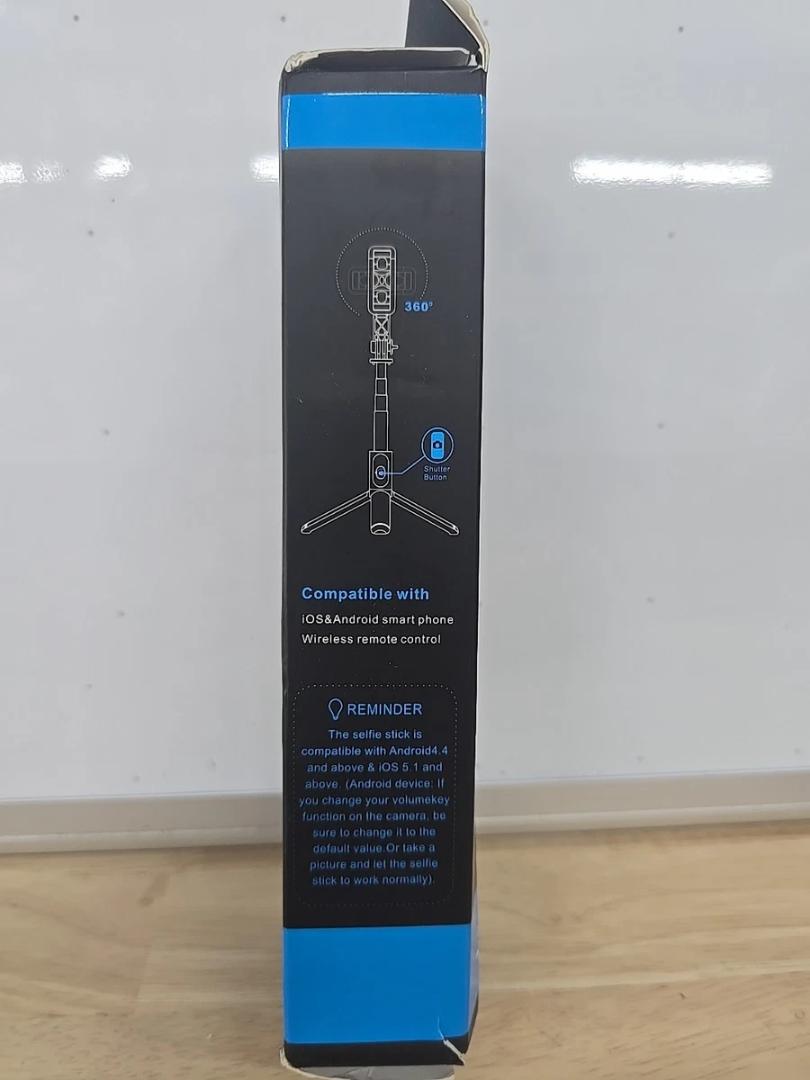 360°
Shutter
Button
Compatible with
iOS&Android smart phone
Wireless remote control
REMINDER
The selfie stick is
compatible with Android4.4
and above & iOS 5.1 and
above. (Android device: If
you change your volumekey
function on the camera, be
sure to change it to the
default value.Or take a
picture and let the selfie
stick to work normally).